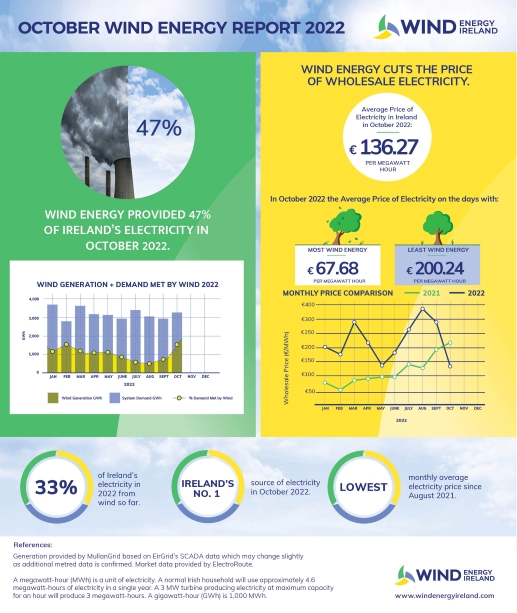 OCTOBER WIND ENERGY REPORT 2022
WIND ENERGY
IRELAND
47%
WIND ENERGY PROVIDED 47%
OF IRELAND'S ELECTRICITY IN
OCTOBER 2022.
WIND GENERATION + DEMAND MET BY WIND 2022
4,000
3,000
2,000
1,000
0
GWh
JAN FEB MAR APR MAY JUNE JULY AUG SEP OCT NOV DEC
2022
Wind Generation GWh System Demand GWh % Demand Met by Wind
WIND ENERGY CUTS THE PRICE
OF WHOLESALE ELECTRICITY.
Average Price of
Electricity in Ireland
in October 2022:
€ 136.27
PER MEGAWATT
HOUR
In October 2022 the Average Price of Electricity on the days with:
MOST WIND ENERGY
€ 67.68
PER MEGAWATT HOUR
LEAST WIND ENERGY
€ 200.24
PER MEGAWATT HOUR
MONTHLY PRICE COMPARISON 2021 2022
€400
€350
€300
€250
€200
€150
€100
€50
Wholesale Price (€/MWh)
JAN FEB MAR APR MAY JUN JUL AUG SEP OCT NOV DEC
2022
33%
of Ireland's
electricity in
2022 from
wind so far.
IRELAND'S
NO. 1
source of electricity
in October 2022.
LOWEST
monthly average
electricity price since
August 2021.
References:
Generation provided by MullanGrid based on EirGrid's SCADA data which may change slightly
as additional metred data is confirmed. Market data provided by ElectroRoute.
A megawatt-hour (MWh) is a unit of electricity. A normal Irish household will use approximately 4.6
megawatt-hours of electricity in a single year. A 3 MW turbine producing electricity at maximum capacity
for an hour will produce 3 megawatt-hours. A gigawatt-hour (GWh) is 1,000 MWh.
WIND ENERGY
IRELAND
www.windenergyireland.com